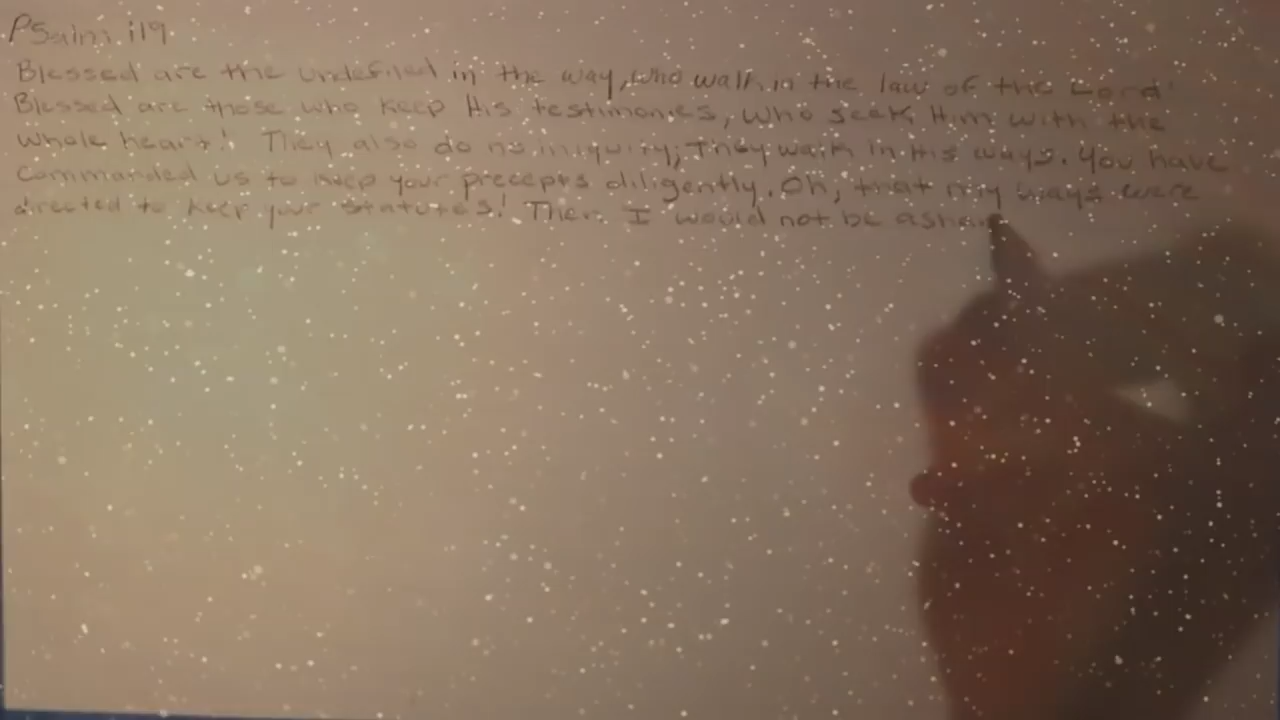 Psalm 119
Blessed are the undefiled in the way, who walk in the law of the Lord!
Blessed are those who keep His testimonies, who seek Him with the
whole heart! They also do no iniquity; They walk in His ways. You have
commanded us to keep your precepts diligently. Oh, that my ways were
directed to keep your statutes! Then I would not be asham